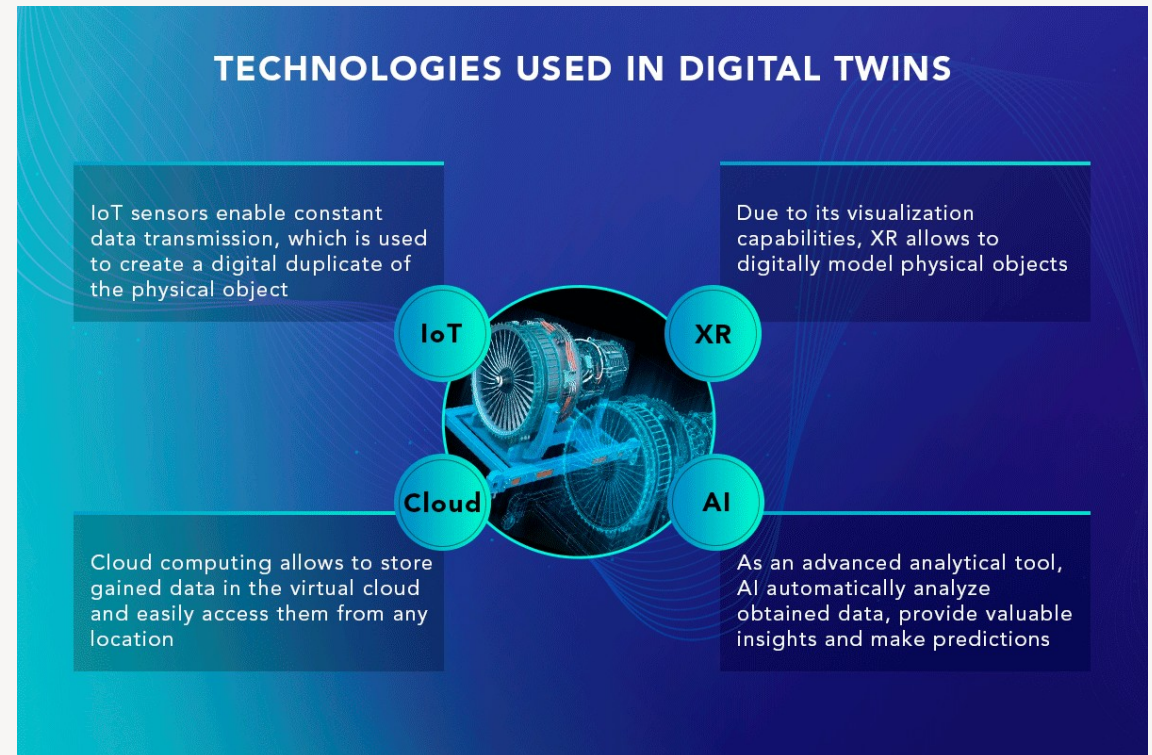 TECHNOLOGIES USED IN DIGITAL TWINS
IoT sensors enable constant
data transmission, which is used
to create a digital duplicate of
the physical object
Due to its visualization
capabilities, XR allows to
digitally model physical objects
IoT
XR
Cloud
AI
Cloud computing allows to store
gained data in the virtual cloud
and easily access them from any
location
As an advanced analytical tool,
AI automatically analyze
obtained data, provide valuable
insights and make predictions